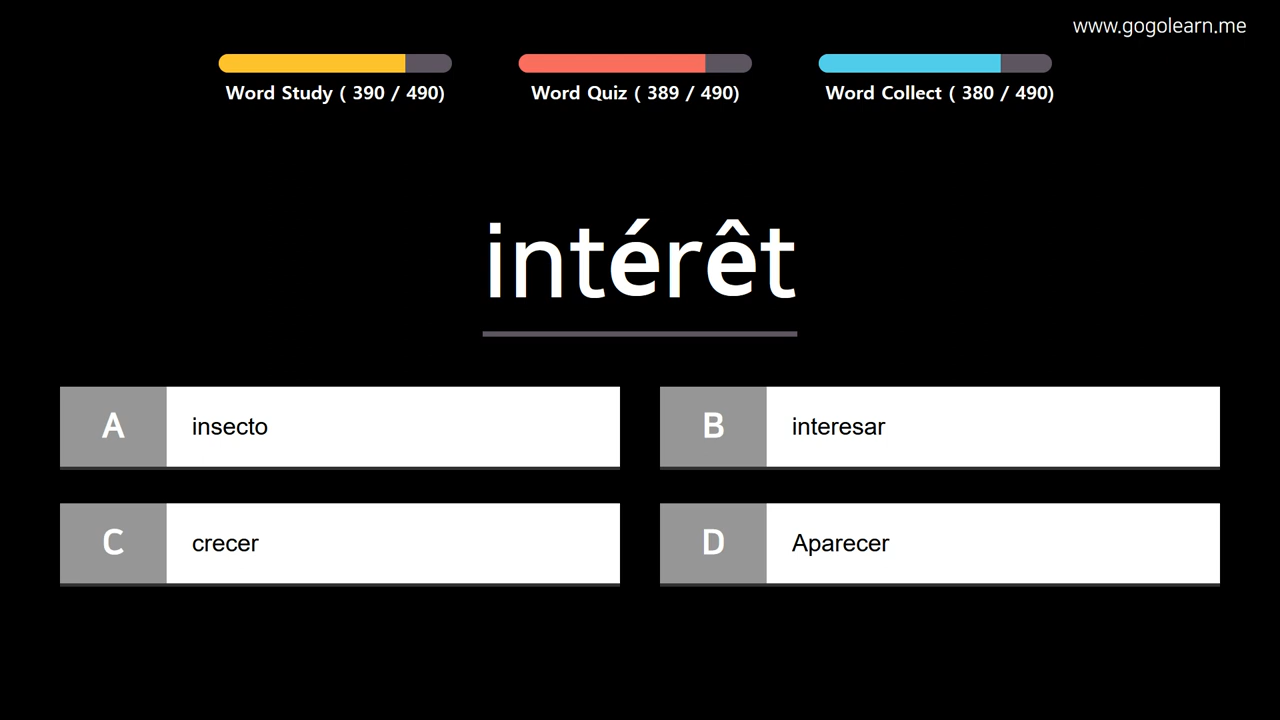 www.gogolearn.me
Word Study ( 390 / 490)
Word Quiz ( 389 / 490)
Word Collect ( 380 / 490)
intérêt
A insecto
B interesar
C crecer
D Aparecer